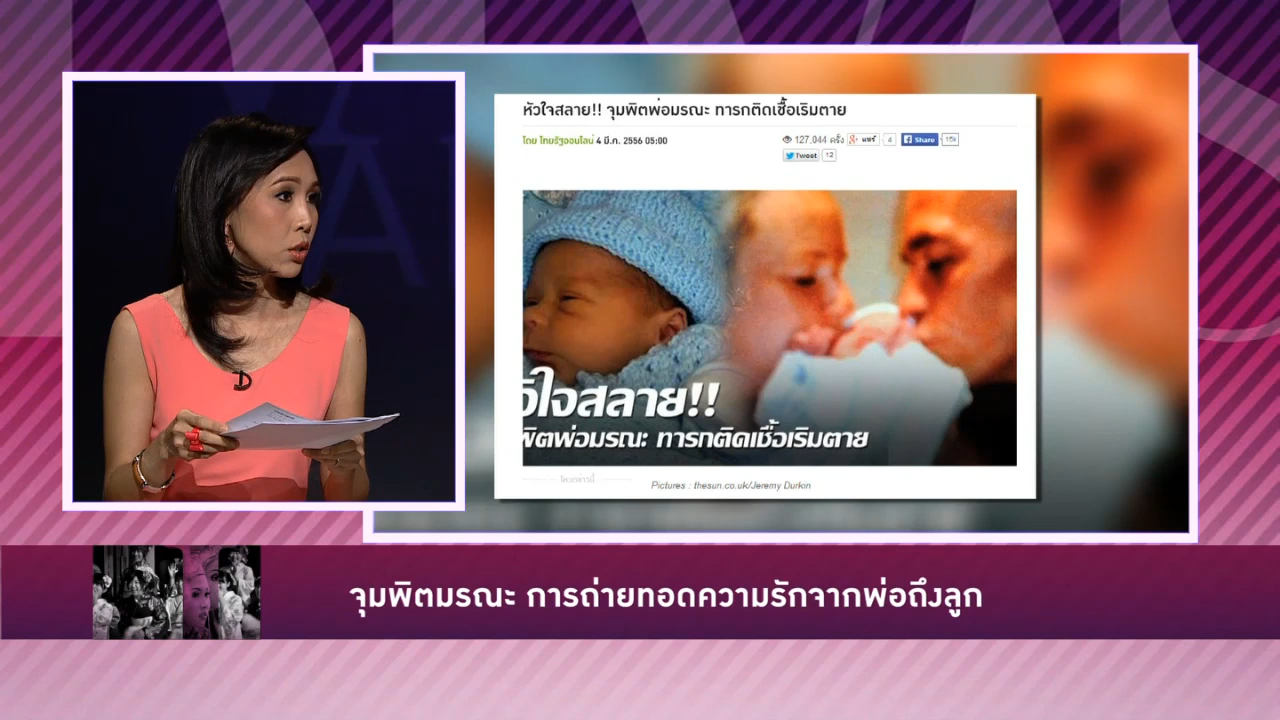 หัวใจสลาย!! จุมพิตพ่อมรณะ ทารกติดเชื้อเริมตาย
โดย ไทยรัฐออนไลน์ 4 มี.ค. 2556 05:00
127,044 ครั้ง แชร์ 4 Share 15k
Tweet 12
วใจสลาย!!
พิตพ่อมรณะ ทารกติดเชื้อเริมตาย
Pictures : thesun.co.uk/Jeremy Durkin
จุมพิตมรณะ การถ่ายทอดความรักจากพ่อถึงลูก